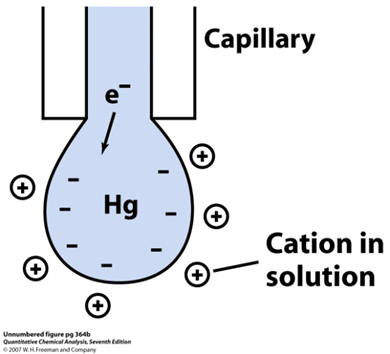 Capillary
e⁻
Hg
Cation in
solution
Unnumbered figure pg 364b
Quantitative Chemical Analysis, Seventh Edition
© 2007 W. H. Freeman and Company